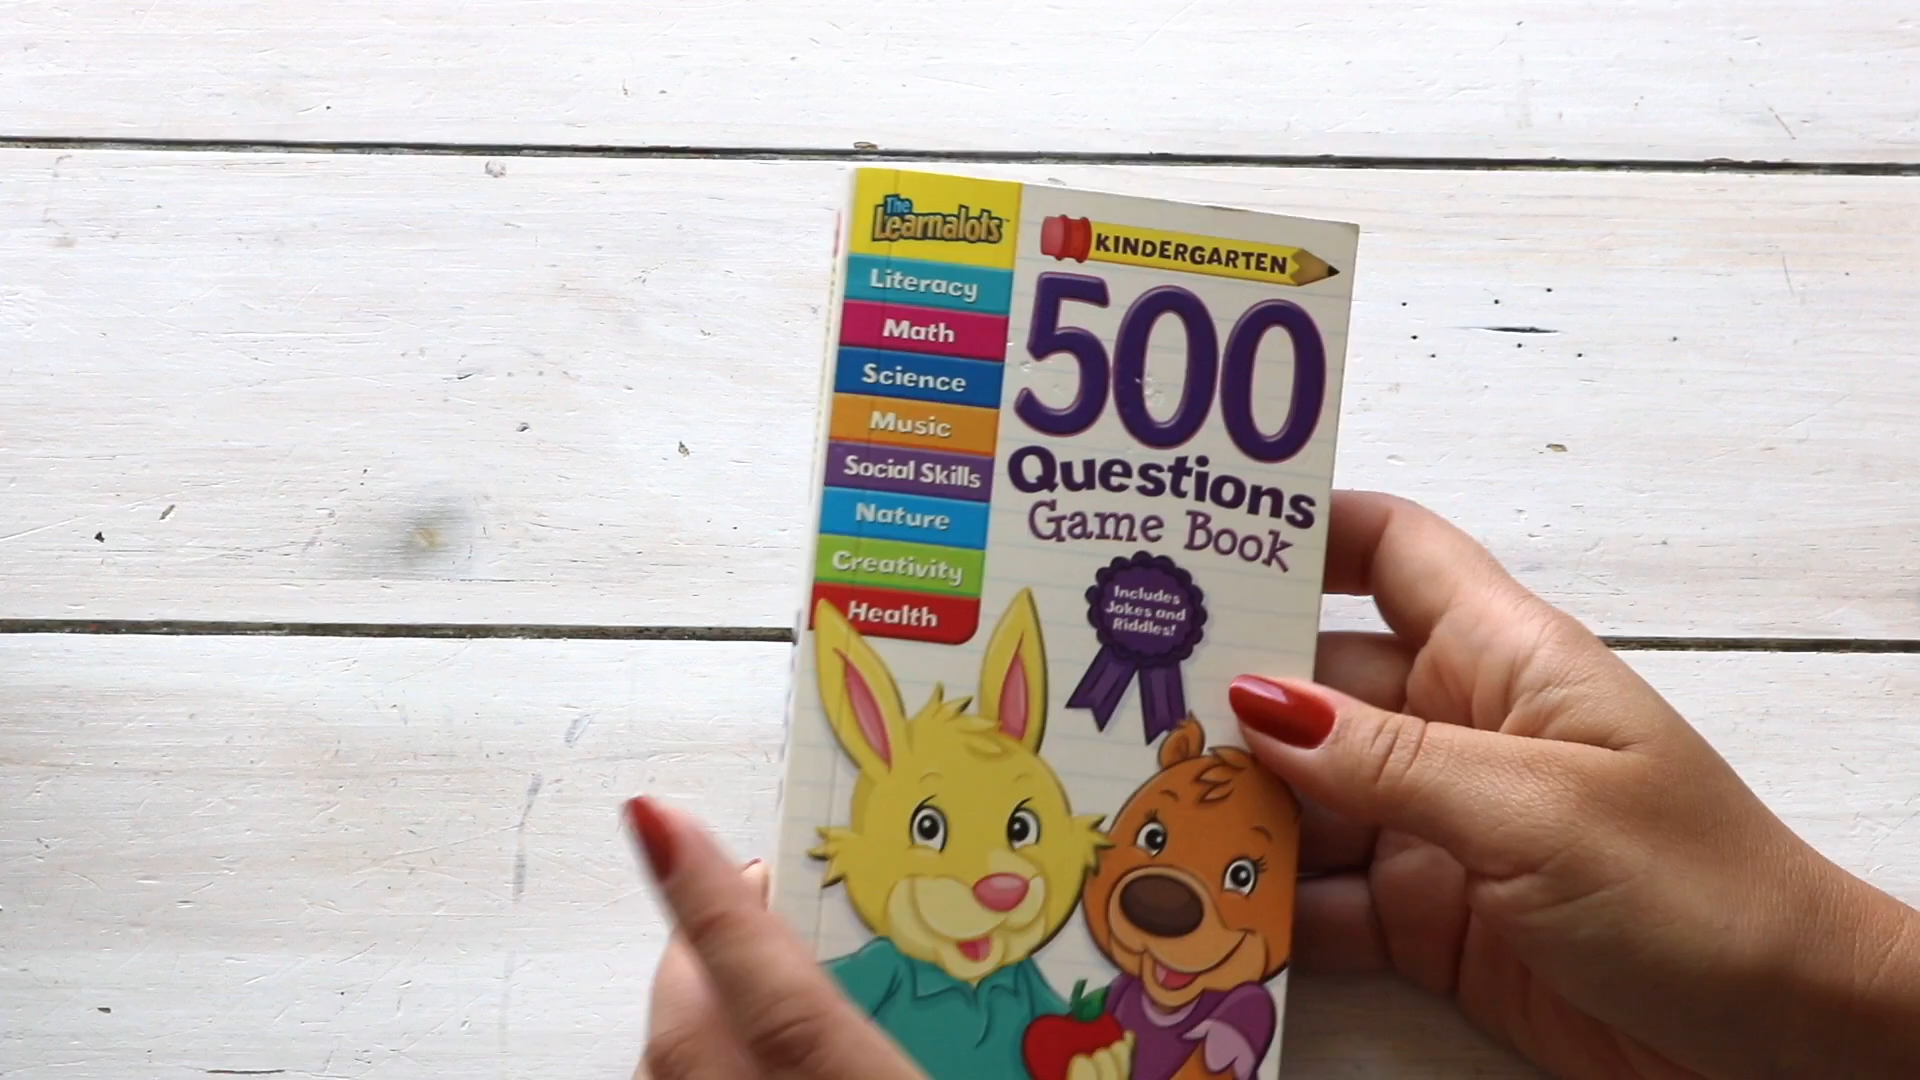 The
Learnalots™
Literacy
Math
Science
Music
Social Skills
Nature
Creativity
Health
KINDERGARTEN
500
Questions
Game Book
Includes
Jokes and
Riddles!